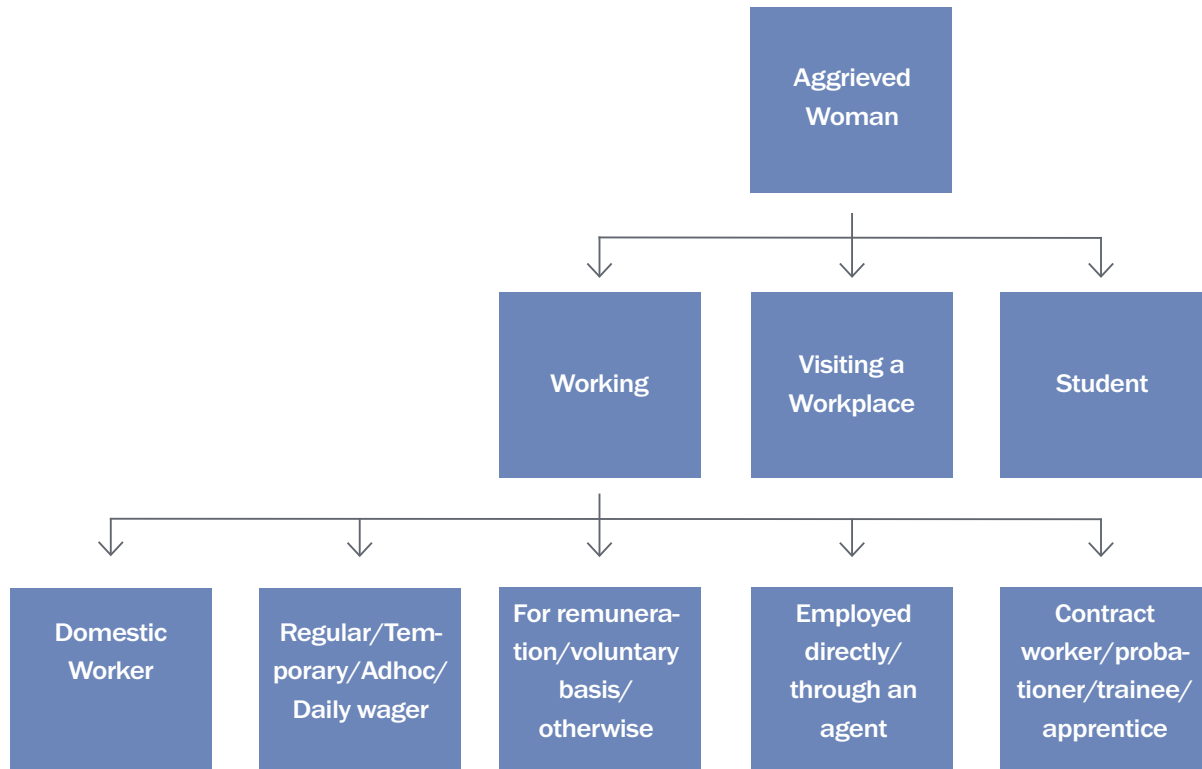 Aggrieved
Woman
Working
Visiting a
Workplace
Student
Domestic
Worker
Regular/Tem-
porary/Adhoc/
Daily wager
For remunera-
tion/voluntary
basis/
otherwise
Employed
directly/
through an
agent
Contract
worker/proba-
tioner/trainee/
apprentice